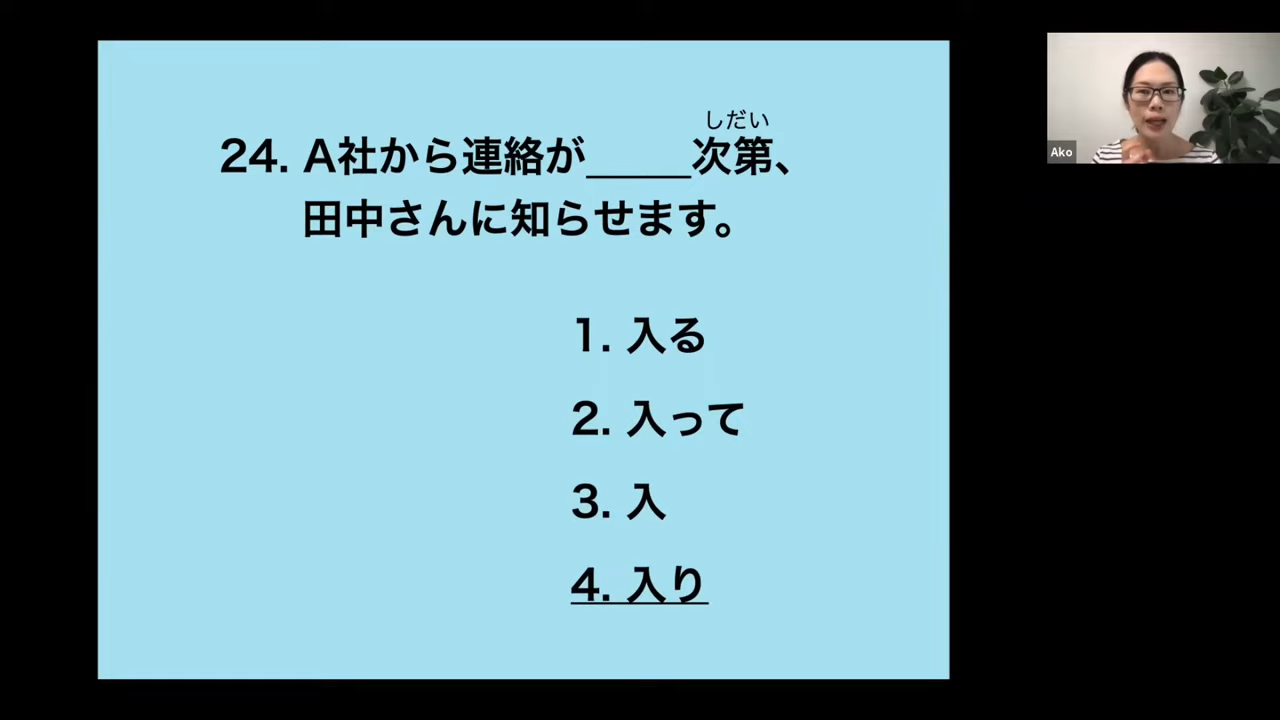 しだい
24. A社から連絡が_____次第、
田中さんに知らせます。
1. 入る
2. 入って
3. 入
4. 入り
Ako